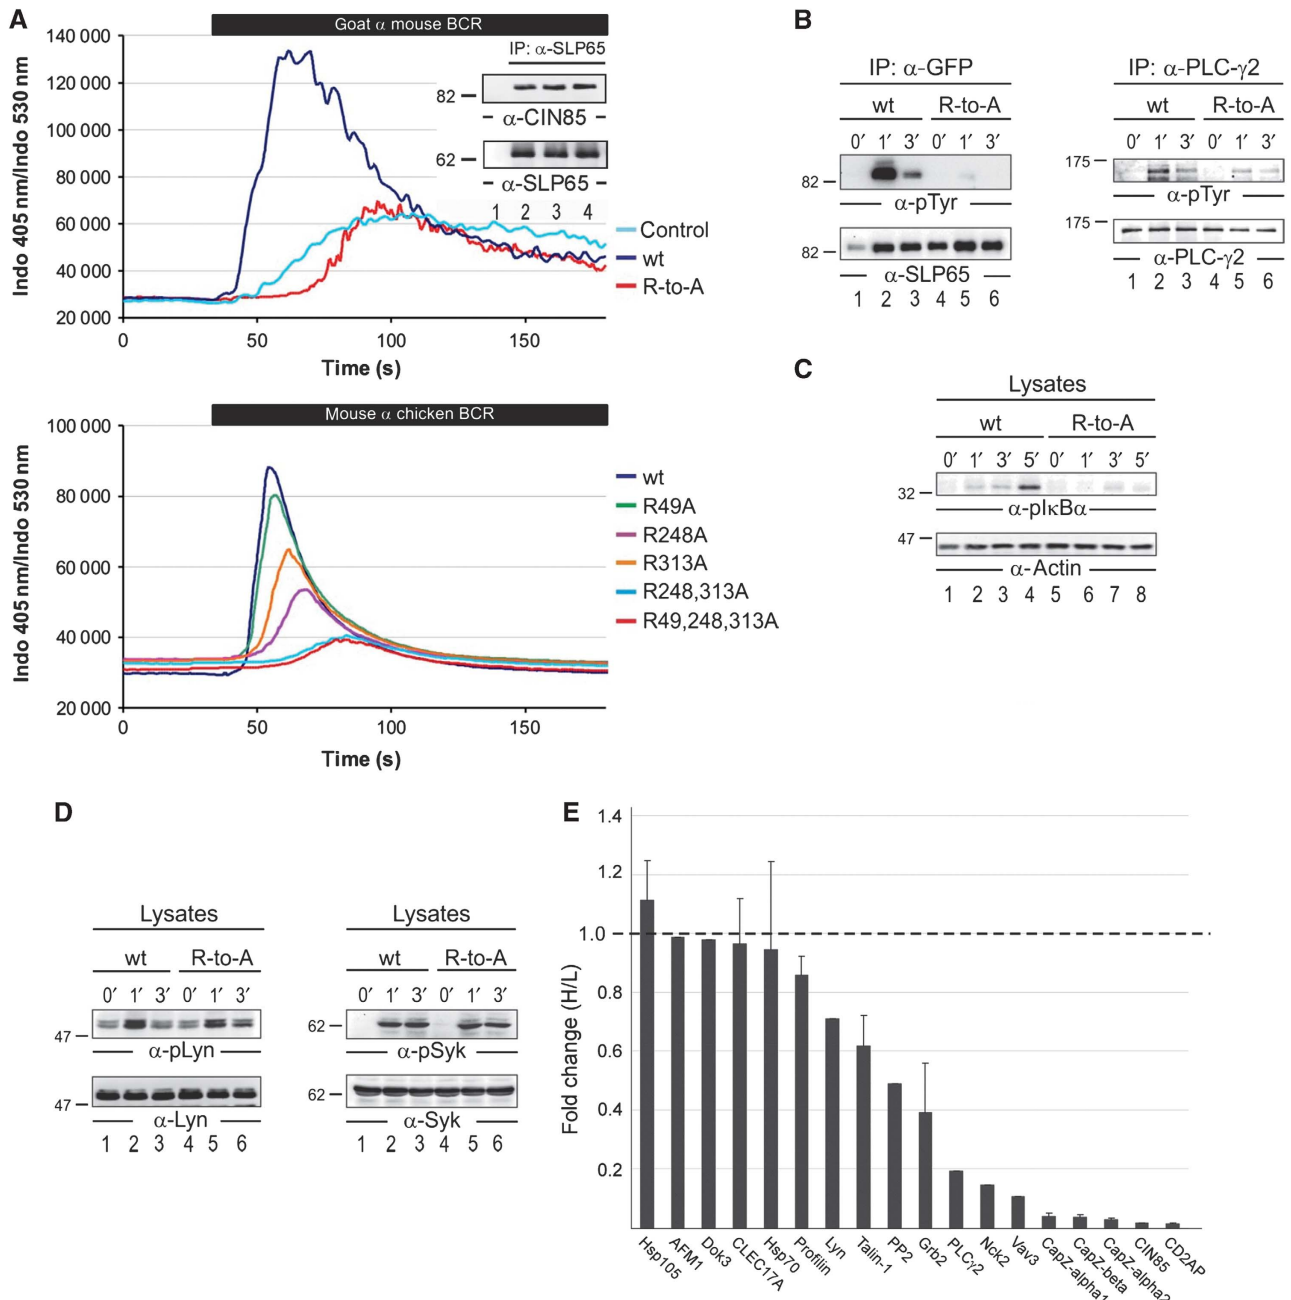 A
Goat α mouse BCR
140 000
120 000
100 000
80 000
60 000
40 000
20 000
Indo 405 nm/Indo 530 nm
0 50 100 150
Time (s)
IP: α-SLP65
82
α-CIN85
62
α-SLP65
1 2 3 4
Control
wt
R-to-A
Mouse α chicken BCR
100 000
80 000
60 000
40 000
20 000
Indo 405 nm/Indo 530 nm
0 50 100 150
Time (s)
wt
R49A
R248A
R313A
R248,313A
R49,248,313A
B
IP: α-GFP
wt R-to-A
0′ 1′ 3′ 0′ 1′ 3′
82
α-pTyr
82
α-SLP65
1 2 3 4 5 6
IP: α-PLC-γ2
wt R-to-A
0′ 1′ 3′ 0′ 1′ 3′
175
α-pTyr
175
α-PLC-γ2
1 2 3 4 5 6
C
Lysates
wt R-to-A
0′ 1′ 3′ 5′ 0′ 1′ 3′ 5′
32
α-pIκBα
47
α-Actin
1 2 3 4 5 6 7 8
D
Lysates
wt R-to-A
0′ 1′ 3′ 0′ 1′ 3′
47
α-pLyn
47
α-Lyn
1 2 3 4 5 6
Lysates
wt R-to-A
0′ 1′ 3′ 0′ 1′ 3′
62
α-pSyk
62
α-Syk
1 2 3 4 5 6
E
1.4
1.2
1.0
0.8
0.6
0.4
0.2
Fold change (H/L)
Hsp105
AFM1
Dok3
CLEC17A
Hsp70
Profilin
Lyn
Talin-1
PP2
Grb2
PLCγ2
Nck2
Vav3
CapZ-alpha1
CapZ-beta
CapZ-alpha2
CIN85
CD2AP